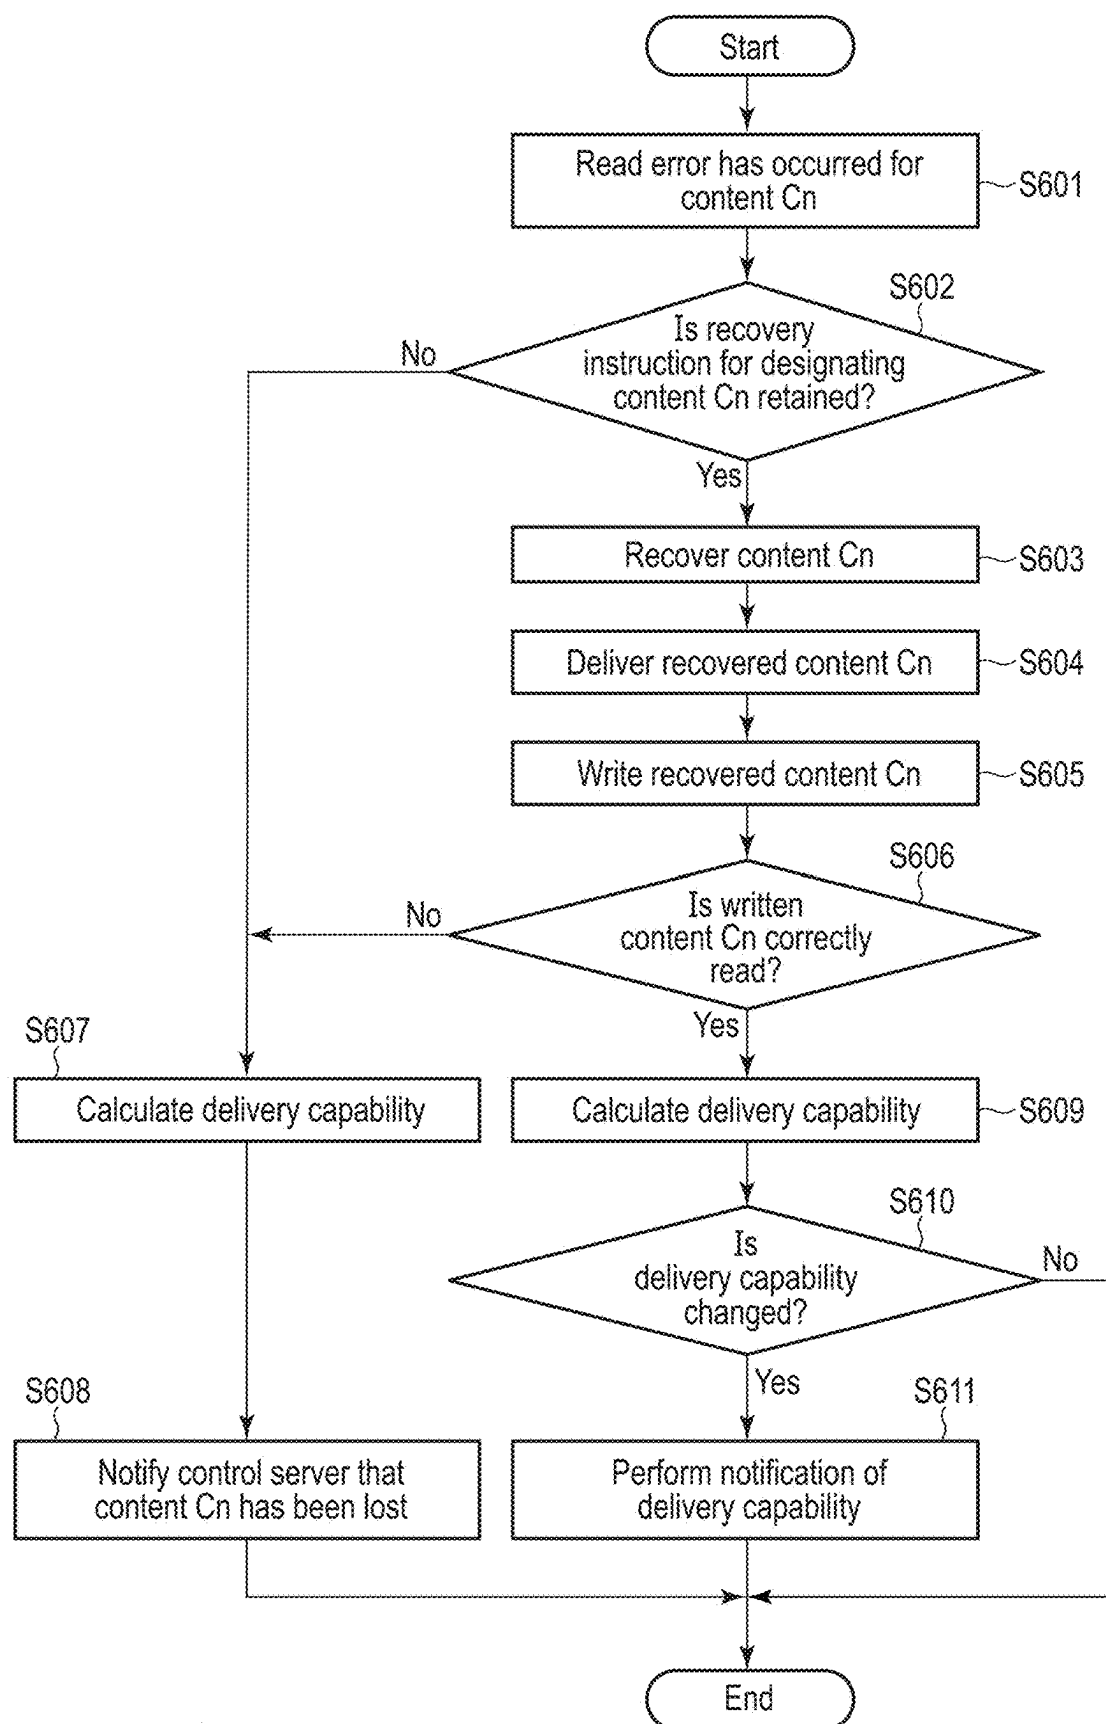 Start
Read error has occurred for
content Cn
S601
S602
Is recovery
instruction for designating
content Cn retained?
No
Yes
Recover content Cn
S603
Deliver recovered content Cn
S604
Write recovered content Cn
S605
S606
Is written
content Cn correctly
read?
No
Yes
S607
Calculate delivery capability
Calculate delivery capability
S609
S610
Is
delivery capability
changed?
No
Yes
S608
Notify control server that
content Cn has been lost
S611
Perform notification of
delivery capability
End